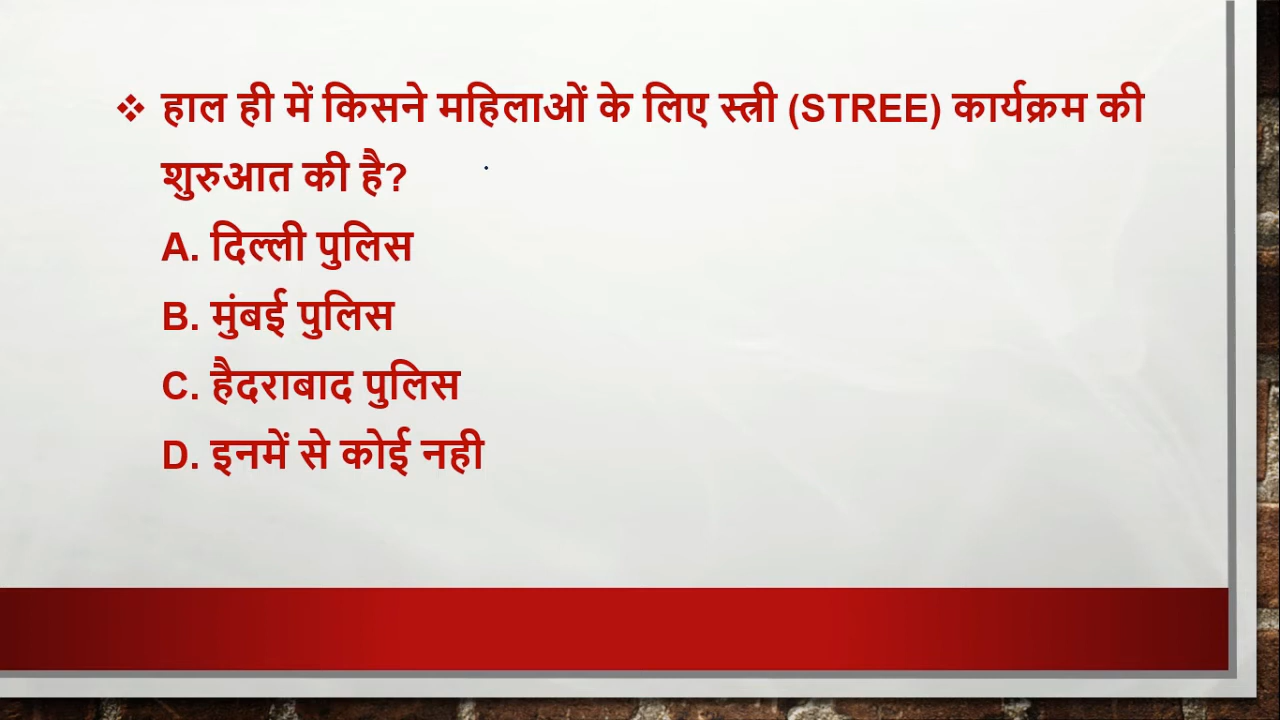 ❖ हाल ही में किसने महिलाओं के लिए स्त्री (STREE) कार्यक्रम की
शुरुआत की है?
A. दिल्ली पुलिस
B. मुंबई पुलिस
C. हैदराबाद पुलिस
D. इनमें से कोई नही